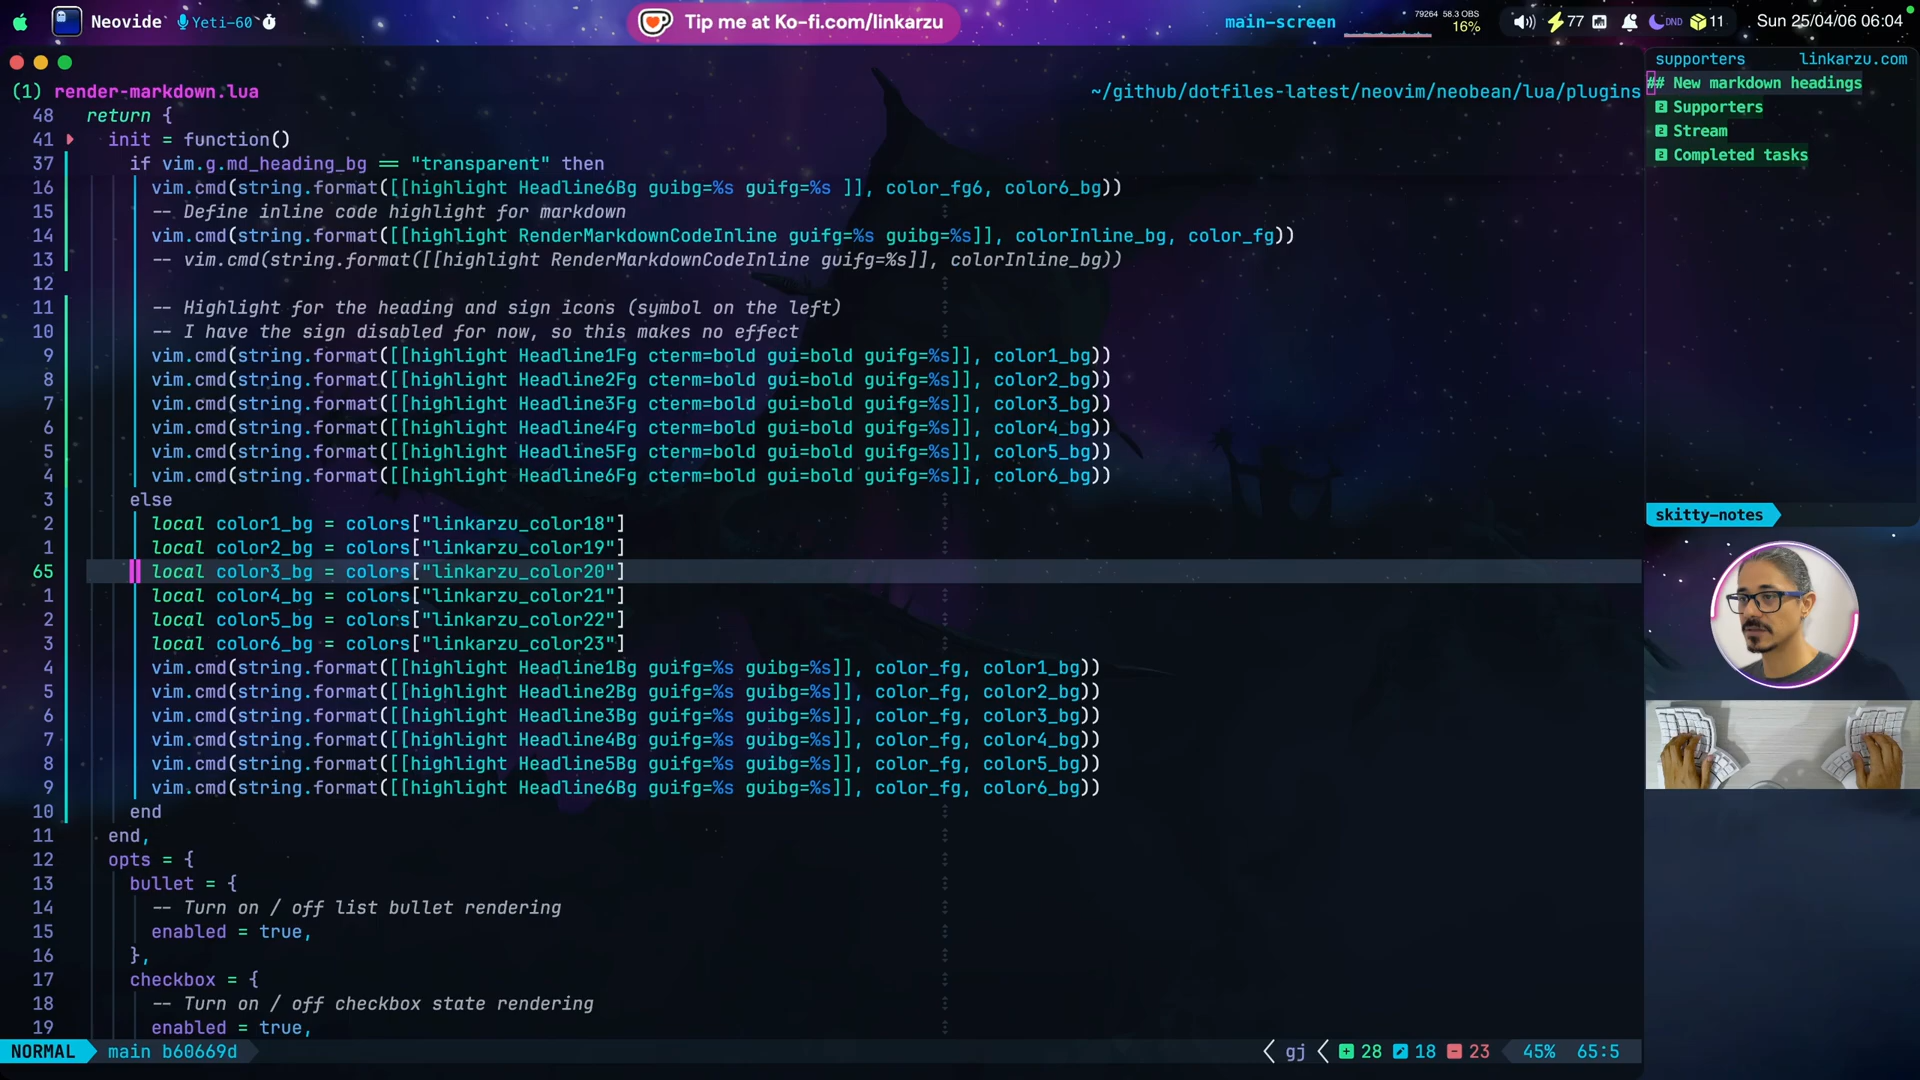 Neovide Yeti-60
Tip me at Ko-fi.com/linkarzu
main-screen
79264 58.3 OBS
16%
77
DND
11
Sun 25/04/06 06:04
(1) render-markdown.lua
~/github/dotfiles-latest/neovim/neobean/lua/plugins
48 return {
41 init = function()
37 if vim.g.md_heading_bg == "transparent" then
16 vim.cmd(string.format([[highlight Headline6Bg guibg=%s guifg=%s ]], color_fg6, color6_bg))
15 -- Define inline code highlight for markdown
14 vim.cmd(string.format([[highlight RenderMarkdownCodeInline guifg=%s guibg=%s]], colorInline_bg, color_fg))
13 -- vim.cmd(string.format([[highlight RenderMarkdownCodeInline guifg=%s]], colorInline_bg))
12
11 -- Highlight for the heading and sign icons (symbol on the left)
10 -- I have the sign disabled for now, so this makes no effect
9 vim.cmd(string.format([[highlight Headline1Fg cterm=bold gui=bold guifg=%s]], color1_bg))
8 vim.cmd(string.format([[highlight Headline2Fg cterm=bold gui=bold guifg=%s]], color2_bg))
7 vim.cmd(string.format([[highlight Headline3Fg cterm=bold gui=bold guifg=%s]], color3_bg))
6 vim.cmd(string.format([[highlight Headline4Fg cterm=bold gui=bold guifg=%s]], color4_bg))
5 vim.cmd(string.format([[highlight Headline5Fg cterm=bold gui=bold guifg=%s]], color5_bg))
4 vim.cmd(string.format([[highlight Headline6Fg cterm=bold gui=bold guifg=%s]], color6_bg))
3 else
2 local color1_bg = colors["linkarzu_color18"]
1 local color2_bg = colors["linkarzu_color19"]
65 local color3_bg = colors["linkarzu_color20"]
1 local color4_bg = colors["linkarzu_color21"]
2 local color5_bg = colors["linkarzu_color22"]
3 local color6_bg = colors["linkarzu_color23"]
4 vim.cmd(string.format([[highlight Headline1Bg guifg=%s guibg=%s]], color_fg, color1_bg))
5 vim.cmd(string.format([[highlight Headline2Bg guifg=%s guibg=%s]], color_fg, color2_bg))
6 vim.cmd(string.format([[highlight Headline3Bg guifg=%s guibg=%s]], color_fg, color3_bg))
7 vim.cmd(string.format([[highlight Headline4Bg guifg=%s guibg=%s]], color_fg, color4_bg))
8 vim.cmd(string.format([[highlight Headline5Bg guifg=%s guibg=%s]], color_fg, color5_bg))
9 vim.cmd(string.format([[highlight Headline6Bg guifg=%s guibg=%s]], color_fg, color6_bg))
10 end
11 end,
12 opts = {
13 bullet = {
14 -- Turn on / off list bullet rendering
15 enabled = true,
16 },
17 checkbox = {
18 -- Turn on / off checkbox state rendering
19 enabled = true,
NORMAL main b60669d
gj 28 18 23 45% 65:5
supporters linkarzu.com
## New markdown headings
2 Supporters
2 Stream
2 Completed tasks
skitty-notes